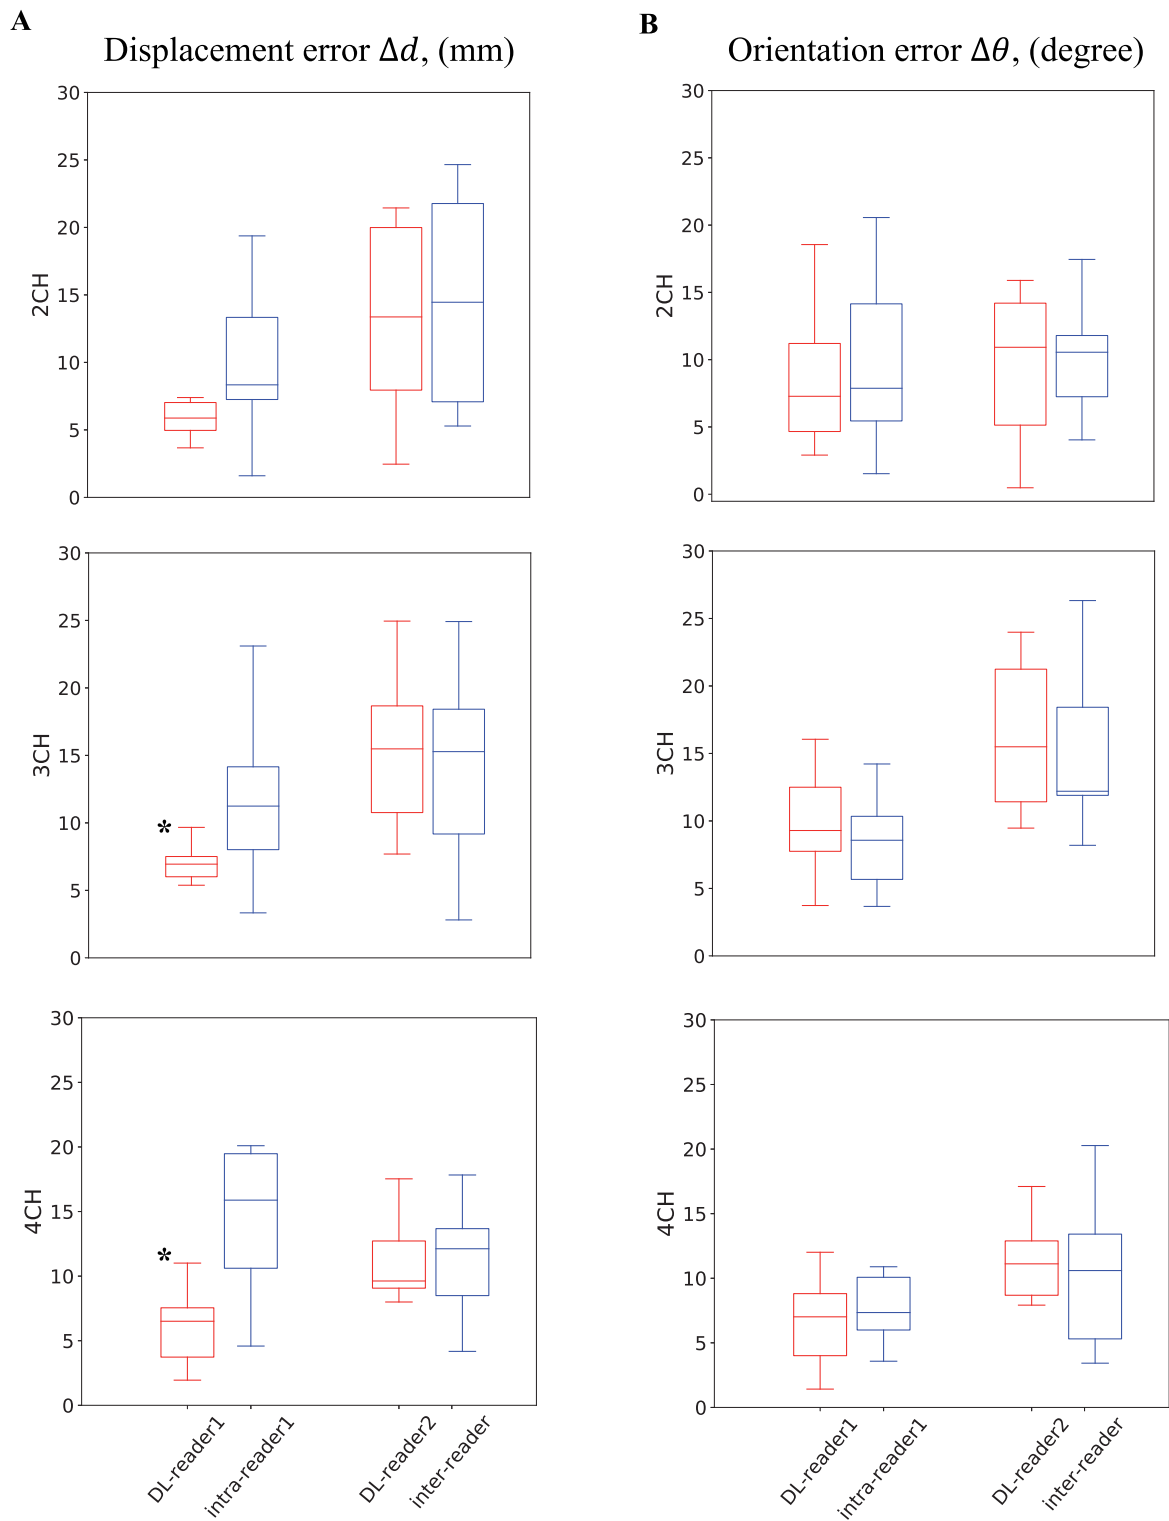 A
Displacement error Δd, (mm)
30
25
20
15
10
5
0
2CH
30
25
20
15
10
5
0
3CH
*
30
25
20
15
10
5
0
4CH
*
DL-reader1
intra-reader1
DL-reader2
inter-reader
B
Orientation error Δθ, (degree)
30
25
20
15
10
5
0
2CH
30
25
20
15
10
5
0
3CH
30
25
20
15
10
5
0
4CH
DL-reader1
intra-reader1
DL-reader2
inter-reader